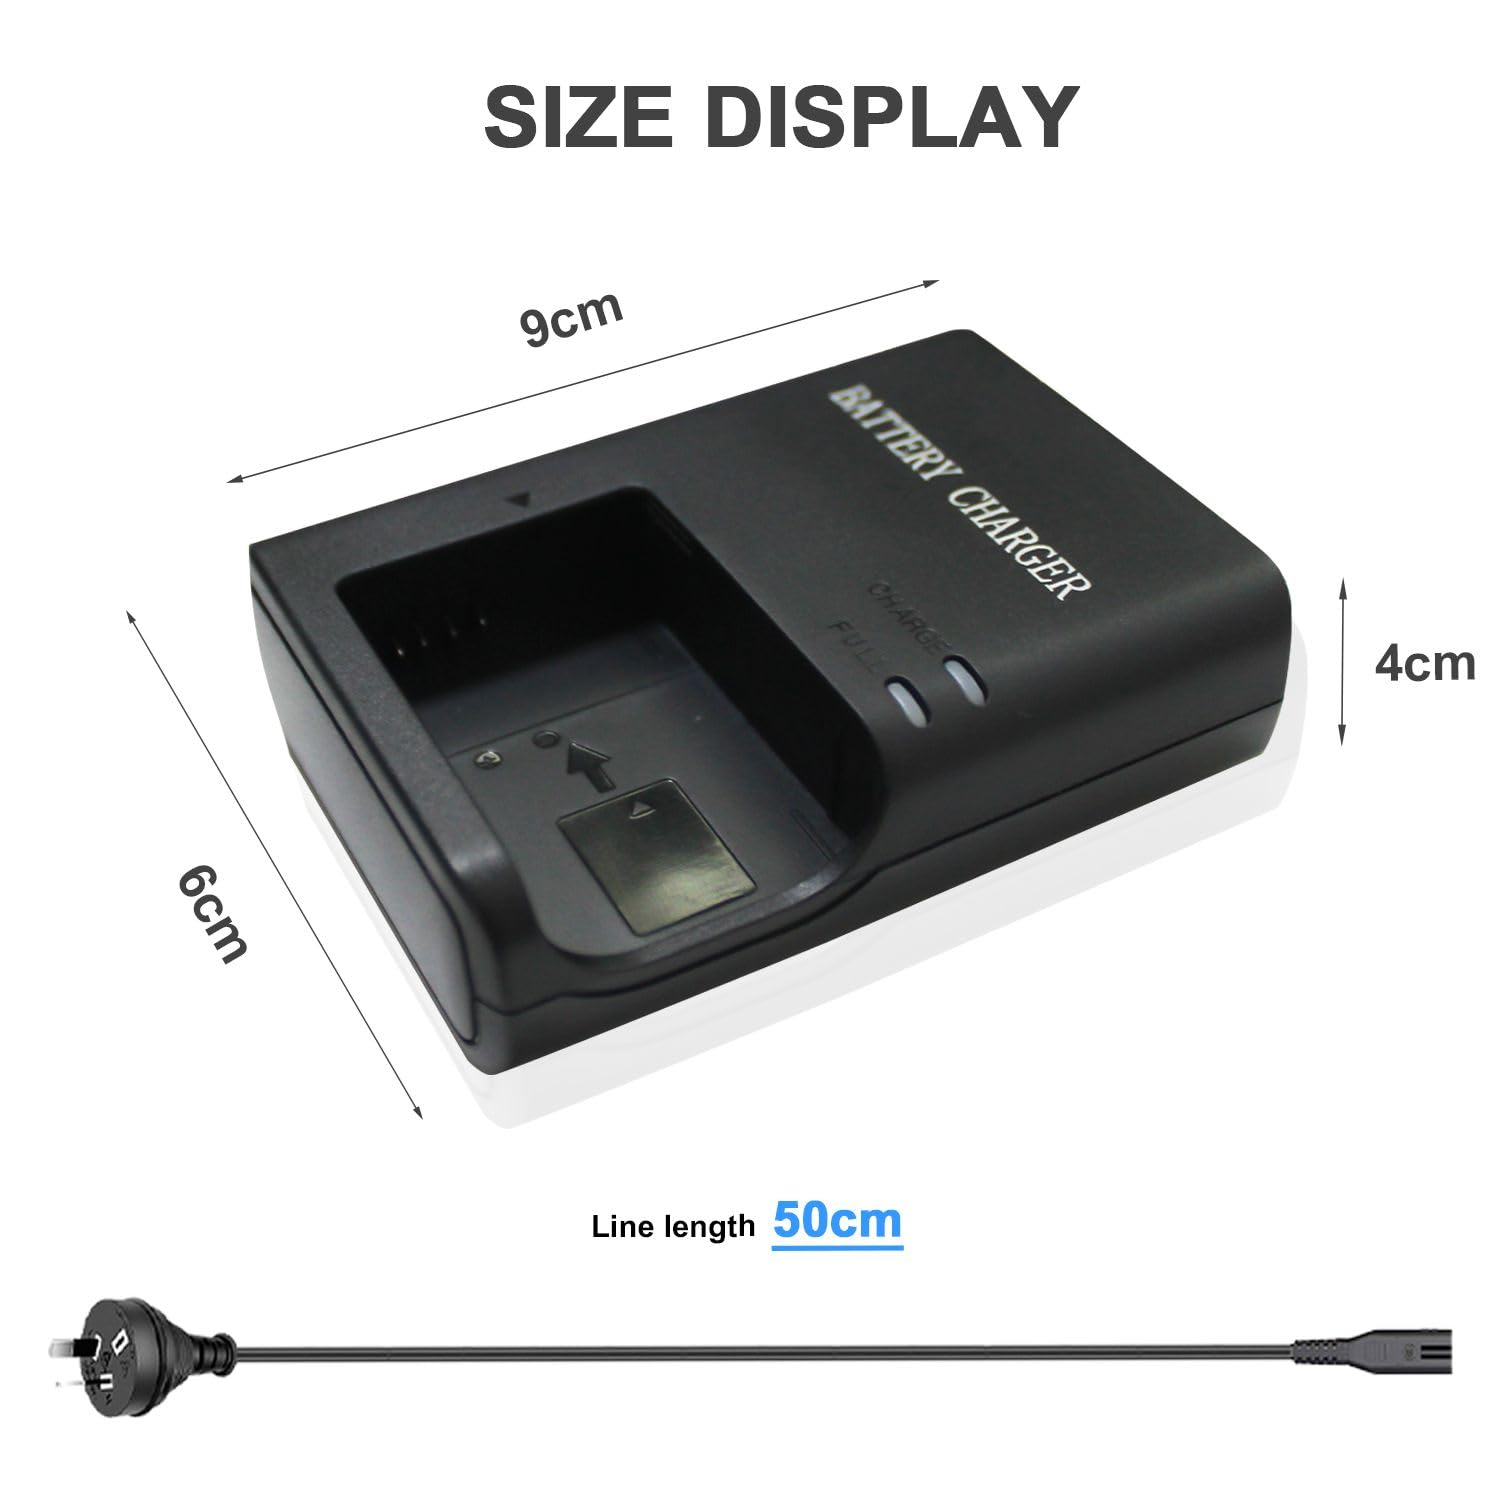 SIZE DISPLAY
9cm
BATTERY CHARGER
CHARGE
FULL
4cm
6cm
Line length 50cm